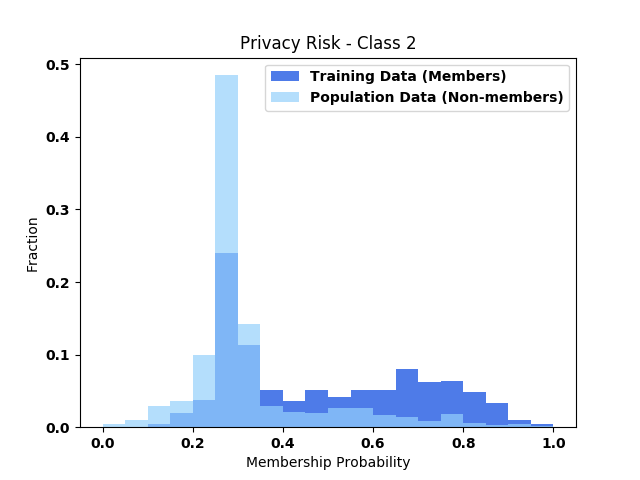 Privacy Risk - Class 2
Training Data (Members)
Population Data (Non-members)
Fraction
0.5
0.4
0.3
0.2
0.1
0.0
0.0 0.2 0.4 0.6 0.8 1.0
Membership Probability